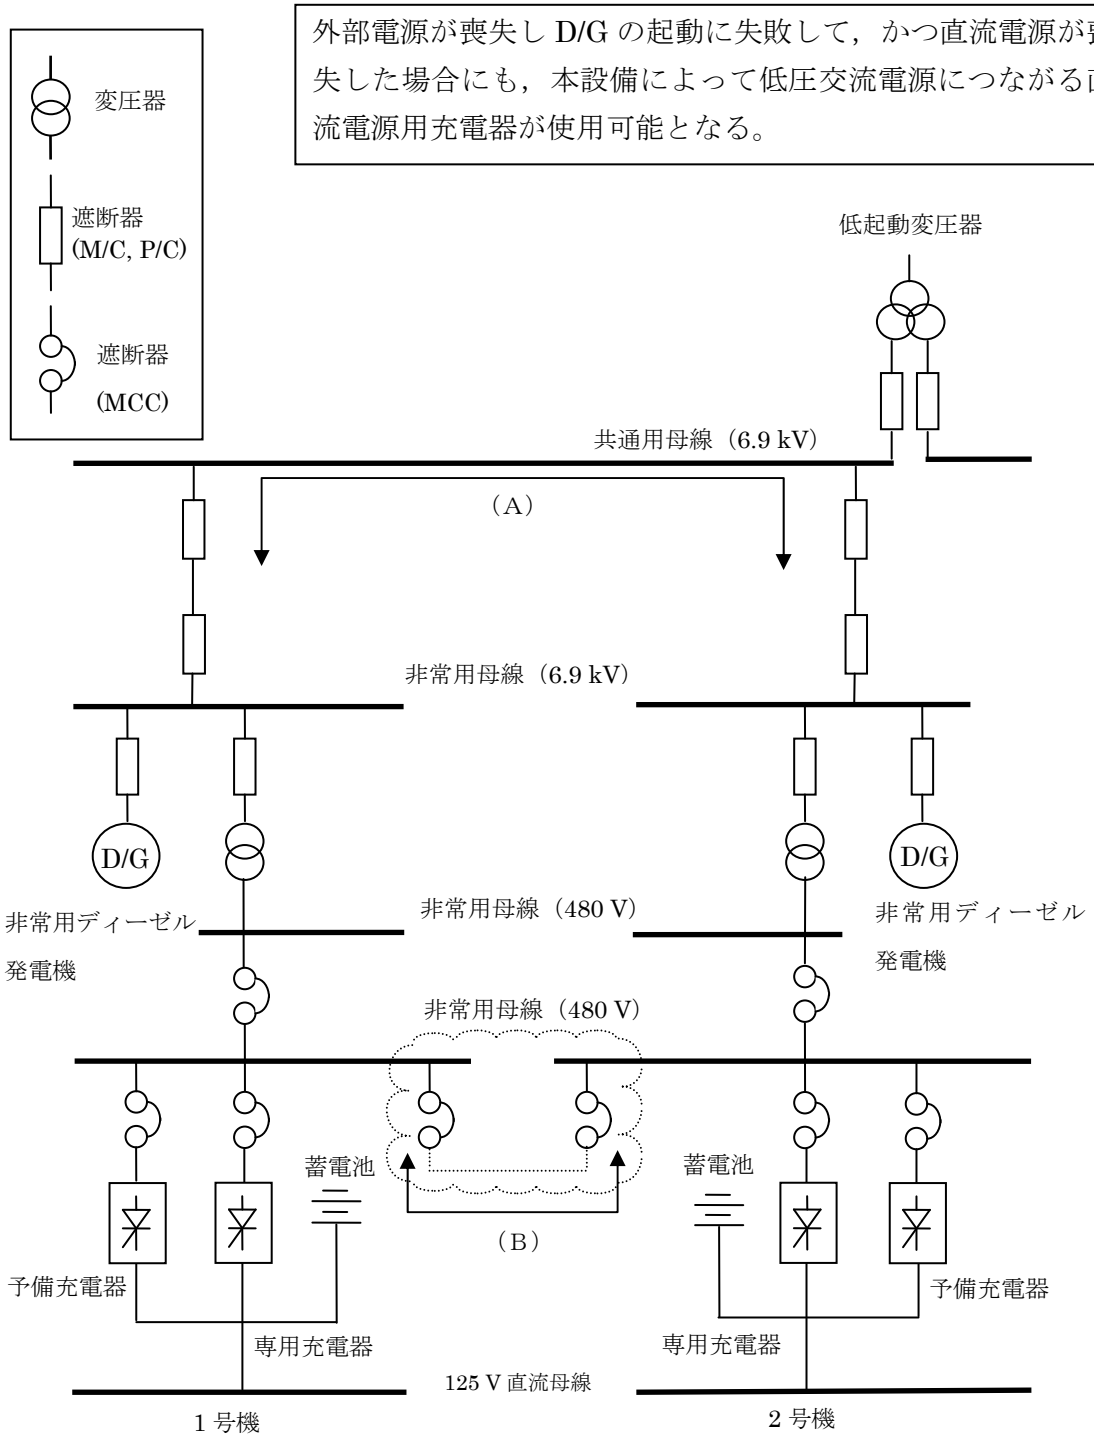 外部電源が喪失し D/G の起動に失敗して，かつ直流電源が喪
失した場合にも，本設備によって低圧交流電源につながる直
流電源用充電器が使用可能となる。
変圧器
遮断器
(M/C, P/C)
遮断器
(MCC)
低起動変圧器
共通用母線（6.9 kV）
（A）
非常用母線（6.9 kV）
D/G
D/G
非常用ディーゼル
発電機
非常用母線（480 V）
非常用ディーゼル
発電機
非常用母線（480 V）
蓄電池
蓄電池
（B）
予備充電器
予備充電器
専用充電器
専用充電器
125 V 直流母線
1 号機
2 号機